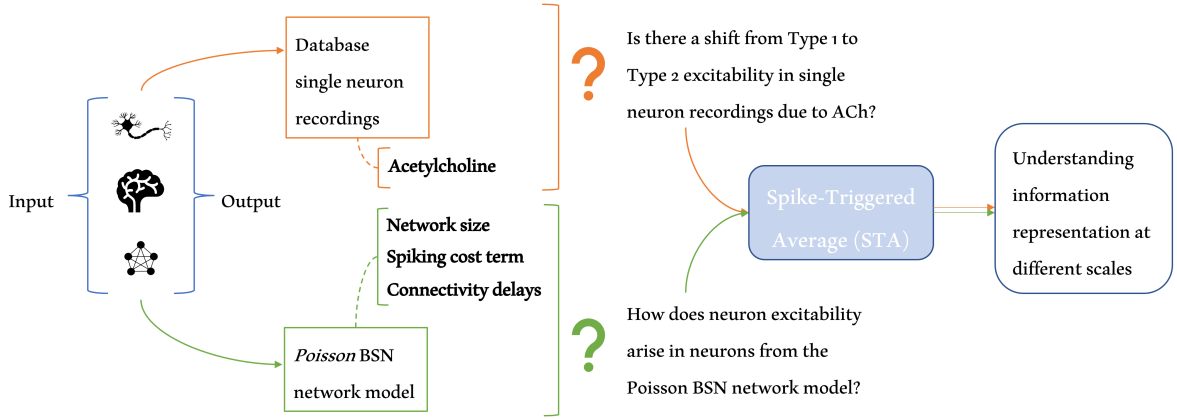 Input
Output
Database
single neuron
recordings
Acetylcholine
Network size
Spiking cost term
Connectivity delays
Poisson BSN
network model
?
Is there a shift from Type 1 to
Type 2 excitability in single
neuron recordings due to ACh?
?
How does neuron excitability
arise in neurons from the
Poisson BSN network model?
Spike-Triggered
Average (STA)
Understanding
information
representation at
different scales